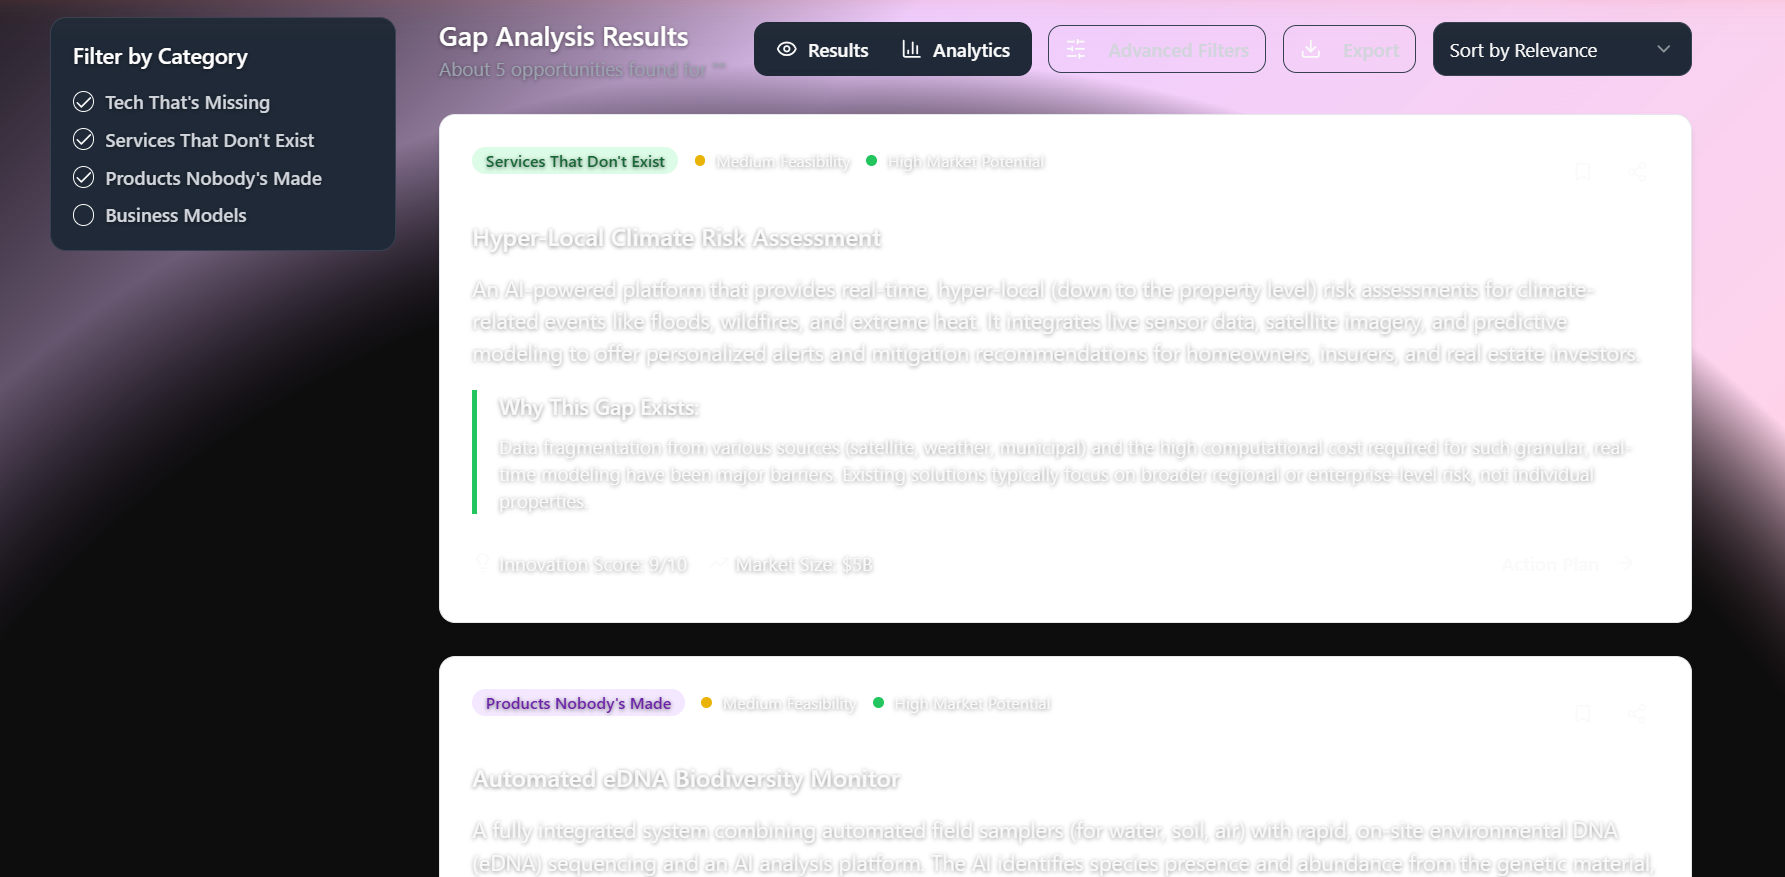 Filter by Category
Tech That's Missing
Services That Don't Exist
Products Nobody's Made
Business Models
Gap Analysis Results
About 5 opportunities found for ""
Results
Analytics
Advanced Filters
Export
Sort by Relevance
Services That Don't Exist
Medium Feasibility
High Market Potential
Hyper-Local Climate Risk Assessment
An AI-powered platform that provides real-time, hyper-local (down to the property level) risk assessments for climate-
related events like floods, wildfires, and extreme heat. It integrates live sensor data, satellite imagery, and predictive
modeling to offer personalized alerts and mitigation recommendations for homeowners, insurers, and real estate investors.
Why This Gap Exists:
Data fragmentation from various sources (satellite, weather, municipal) and the high computational cost required for such granular, real-
time modeling have been major barriers. Existing solutions typically focus on broader regional or enterprise-level risk, not individual
properties.
Innovation Score: 9/10
Market Size: $5B
Action Plan
Products Nobody's Made
Medium Feasibility
High Market Potential
Automated eDNA Biodiversity Monitor
A fully integrated system combining automated field samplers (for water, soil, air) with rapid, on-site environmental DNA
(eDNA) sequencing and an AI analysis platform. The AI identifies species presence and abundance from the genetic material,